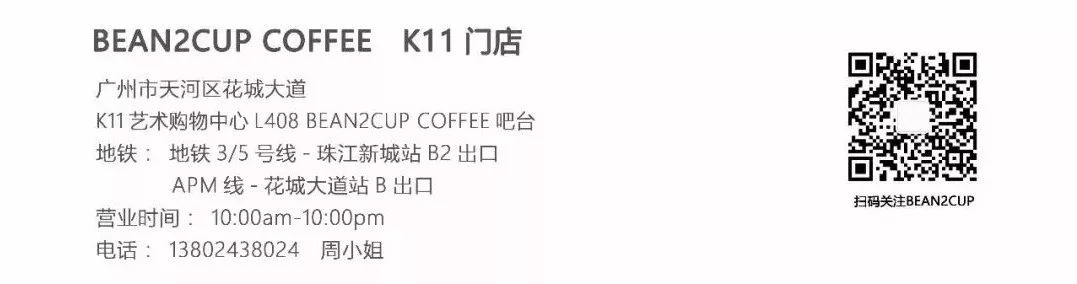 BEAN2CUP COFFEE K11 门店
广州市天河区花城大道
K11 艺术购物中心 L408 BEAN2CUP COFFEE 吧台
地铁： 地铁 3/5 号线 - 珠江新城站 B2 出口
APM 线 - 花城大道站 B 出口
营业时间： 10:00am-10:00pm
电话： 13802438024 周小姐
扫码关注BEAN2CUP